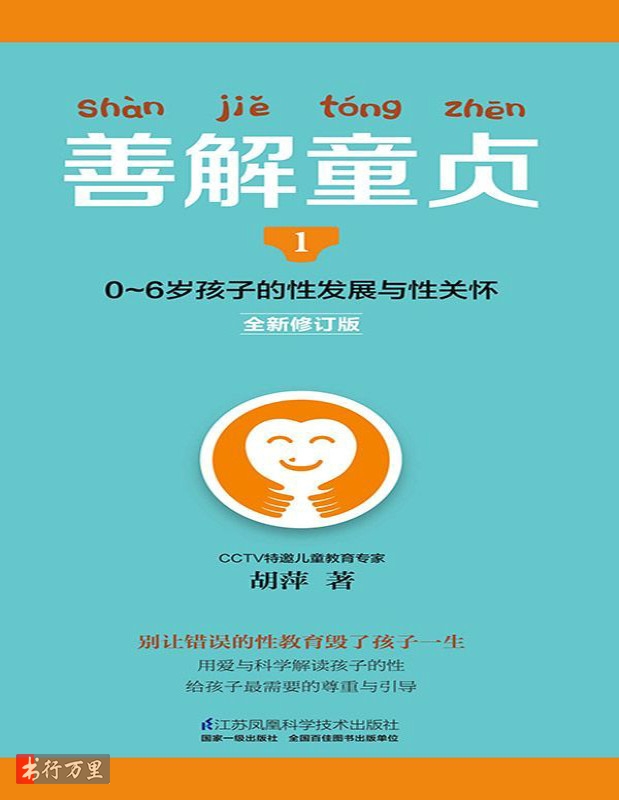 shàn jiě tóng zhēn
善解童贞
1
0~6岁孩子的性发展与性关怀
全新修订版
CCTV特邀儿童教育专家
胡萍 著
别让错误的性教育毁了孩子一生
用爱与科学解读孩子的性
给孩子最需要的尊重与引导
江苏凤凰科学技术出版社
国家一级出版社 全国百佳图书出版单位
书行万里